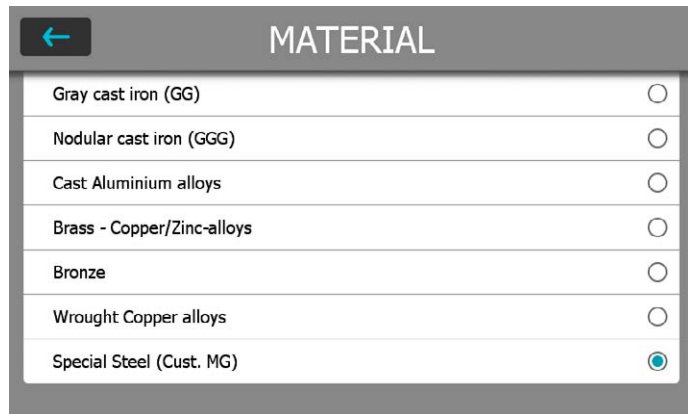 MATERIAL
Gray cast iron (GG)
Nodular cast iron (GGG)
Cast Aluminium alloys
Brass - Copper/Zinc-alloys
Bronze
Wrought Copper alloys
Special Steel (Cust. MG)